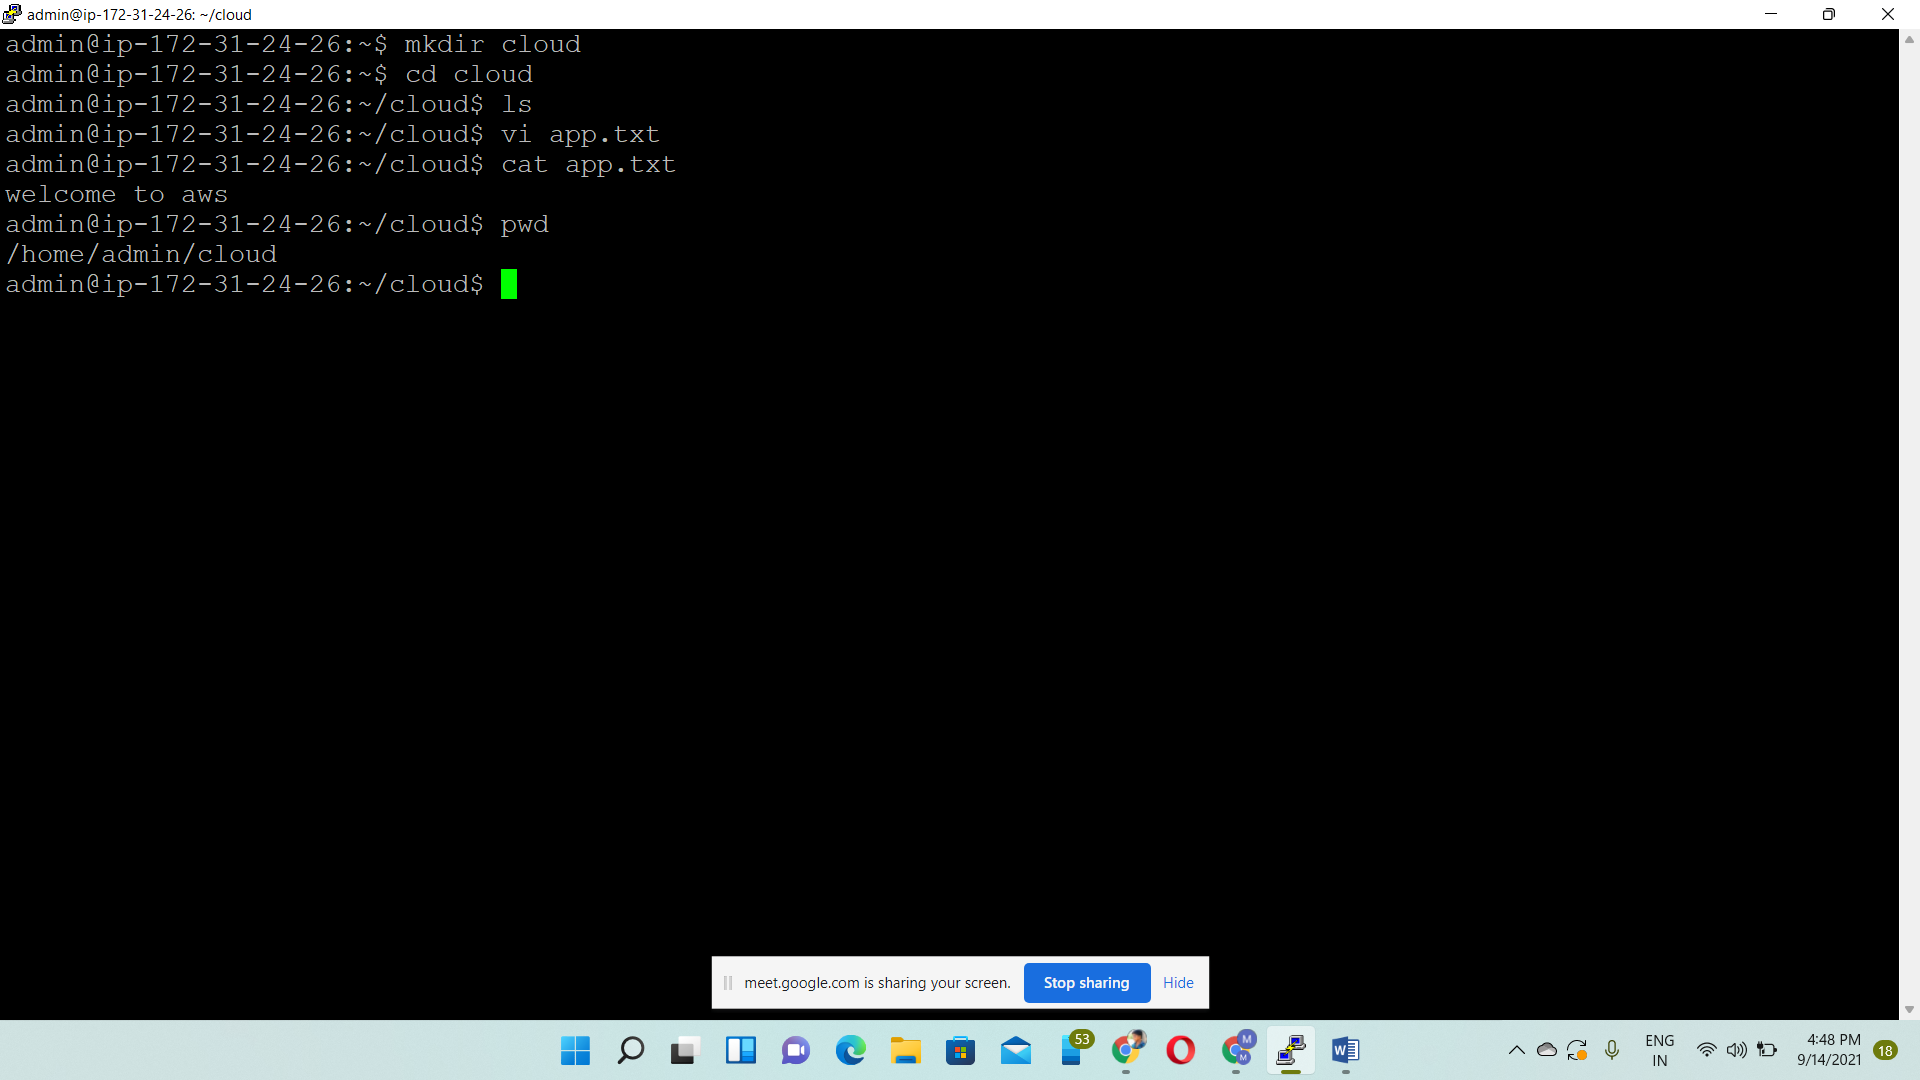 admin@ip-172-31-24-26: ~/cloud
admin@ip-172-31-24-26:~$ mkdir cloud
admin@ip-172-31-24-26:~$ cd cloud
admin@ip-172-31-24-26:~/cloud$ ls
admin@ip-172-31-24-26:~/cloud$ vi app.txt
admin@ip-172-31-24-26:~/cloud$ cat app.txt
welcome to aws
admin@ip-172-31-24-26:~/cloud$ pwd
/home/admin/cloud
admin@ip-172-31-24-26:~/cloud$
meet.google.com is sharing your screen. Stop sharing Hide
53
M
M
ENG
IN
4:48 PM
9/14/2021
18